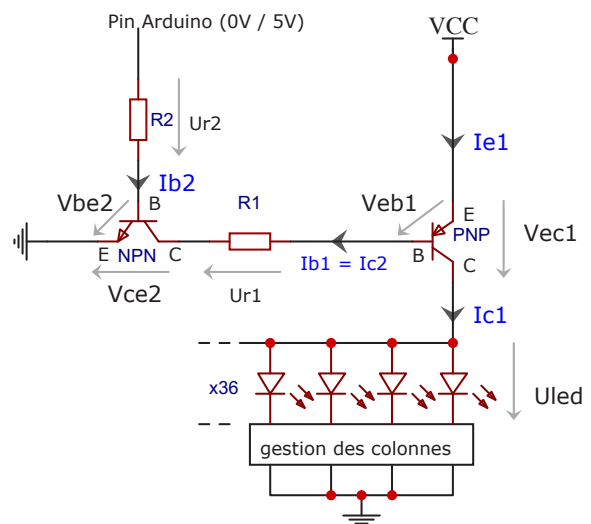 Pin Arduino (0V / 5V)
VCC
R2
Ur2
Ie1
Ib2
Vbe2
B
R1
Veb1
E
PNP
Vec1
E
NPN
C
B
Ib1 = Ic2
C
Vce2
Ur1
Ic1
x36
Uled
gestion des colonnes